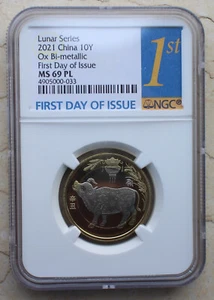 Lunar Series
2021 China 10Y
Ox Bi-metallic
First Day of Issue
MS 69 PL
4905000-033
1st
FIRST DAY OF ISSUE
NGC